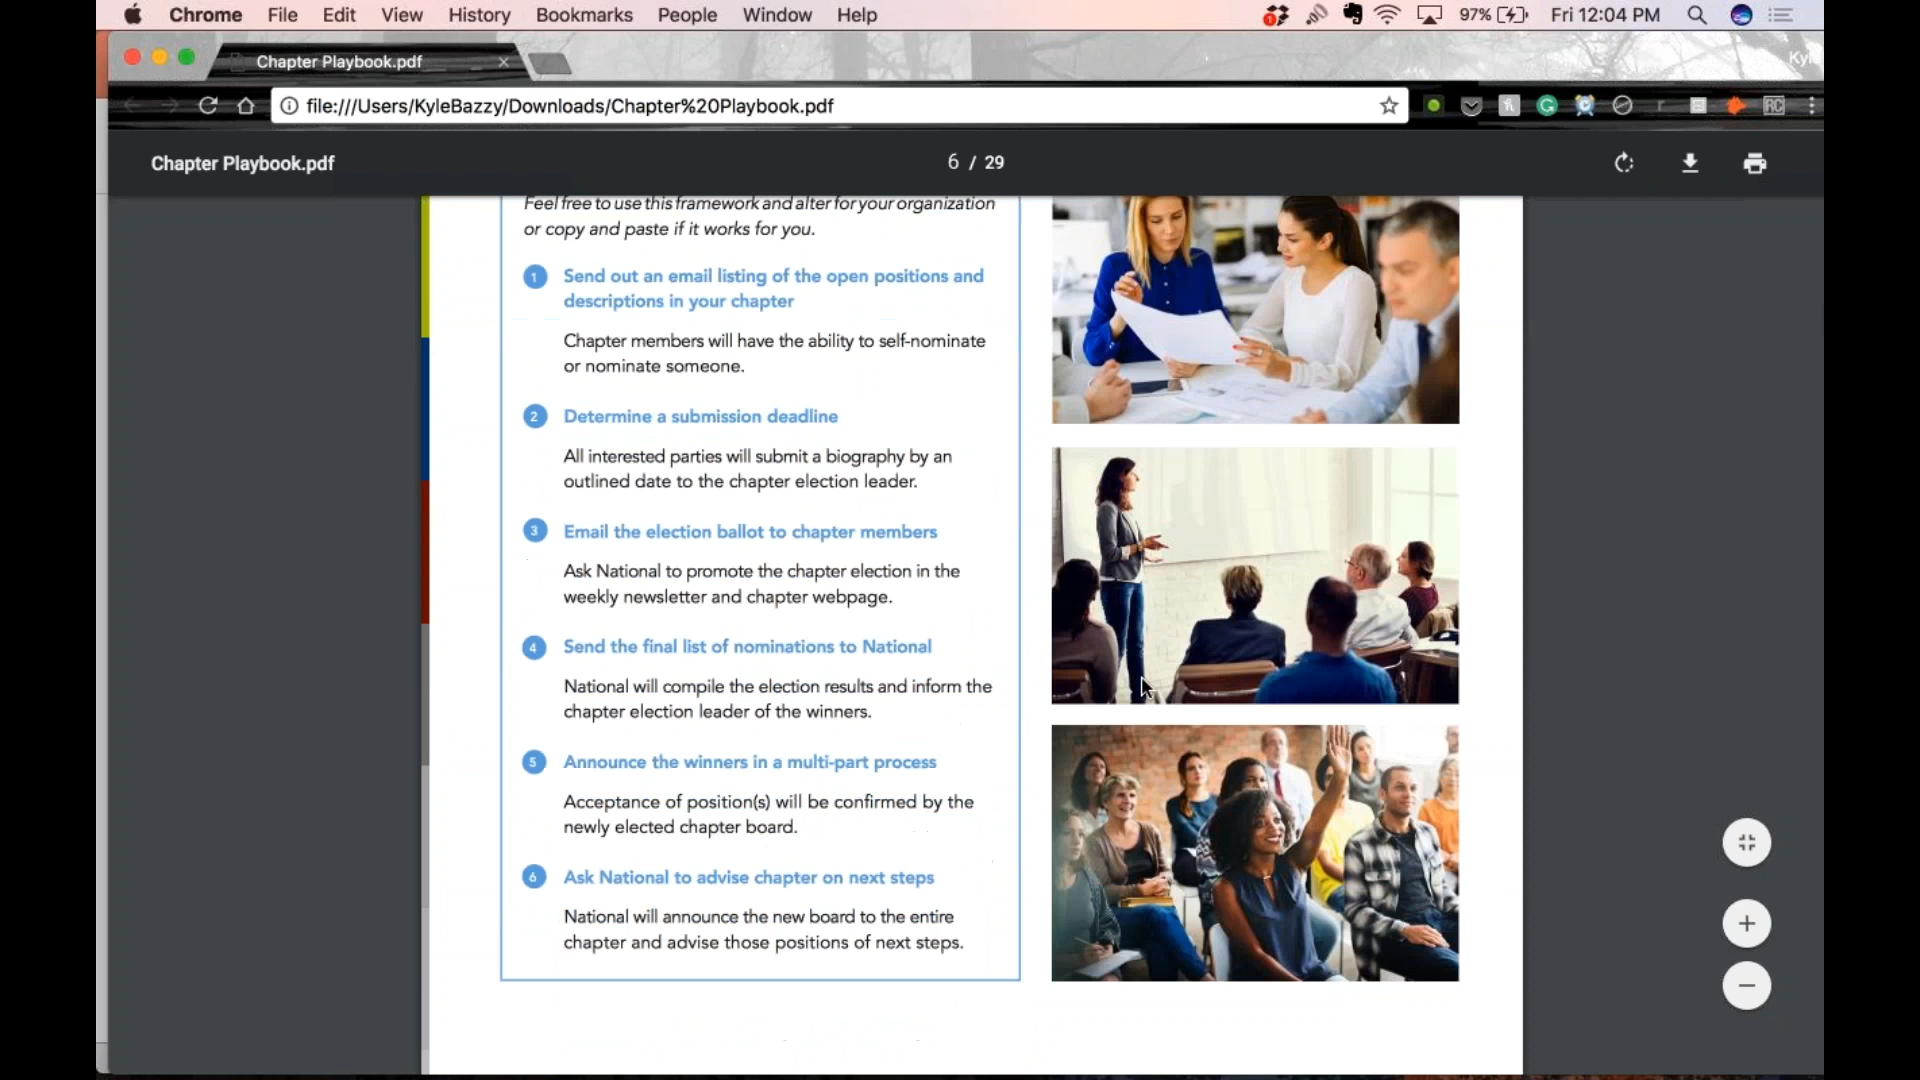 Chrome File Edit View History Bookmarks People Window Help
97% Fri 12:04 PM
Chapter Playbook.pdf
file:///Users/KyleBazzy/Downloads/Chapter%20Playbook.pdf
Chapter Playbook.pdf
6 / 29
Feel free to use this framework and alter for your organization
or copy and paste if it works for you.
1 Send out an email listing of the open positions and
descriptions in your chapter
Chapter members will have the ability to self-nominate
or nominate someone.
2 Determine a submission deadline
All interested parties will submit a biography by an
outlined date to the chapter election leader.
3 Email the election ballot to chapter members
Ask National to promote the chapter election in the
weekly newsletter and chapter webpage.
4 Send the final list of nominations to National
National will compile the election results and inform the
chapter election leader of the winners.
5 Announce the winners in a multi-part process
Acceptance of position(s) will be confirmed by the
newly elected chapter board.
6 Ask National to advise chapter on next steps
National will announce the new board to the entire
chapter and advise those positions of next steps.